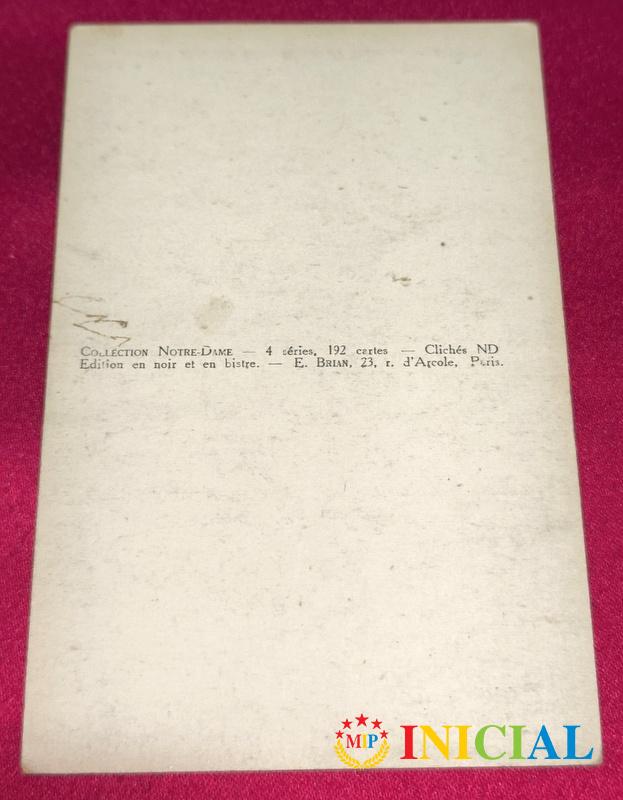 COLLECTION NOTRE-DAME — 4 séries, 192 cartes — Clichés ND
Edition en noir et en bistre. — E. BRIAN, 23, r. d'Arcole, Paris.
MIP INICIAL